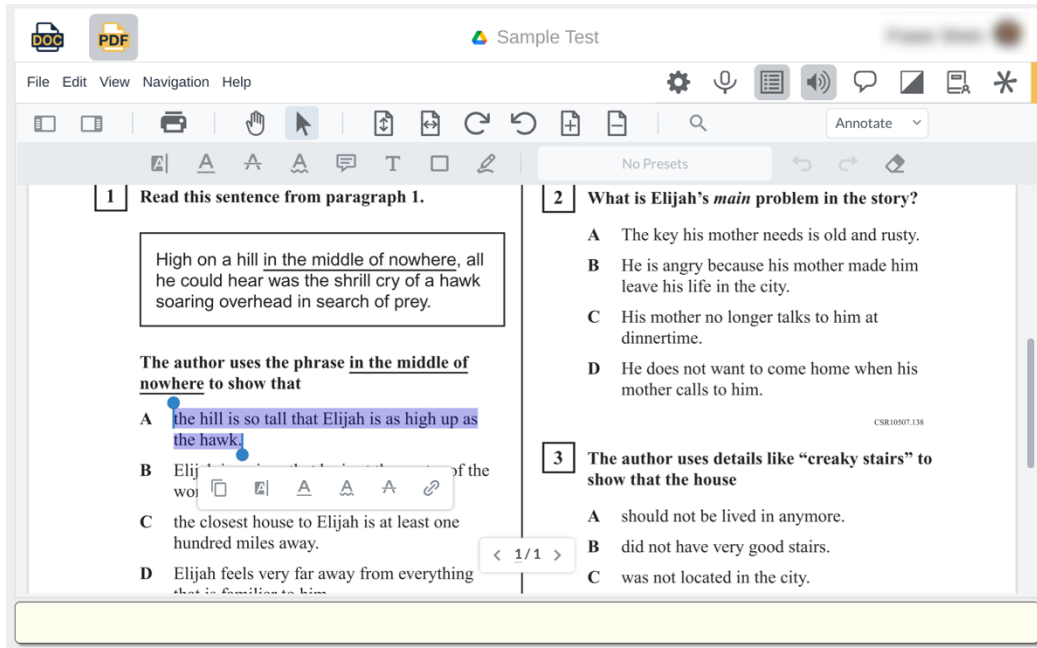 DOC
PDF
Sample Test
File Edit View Navigation Help
Annotate
A A A A T
No Presets
1 Read this sentence from paragraph 1.
High on a hill in the middle of nowhere, all
he could hear was the shrill cry of a hawk
soaring overhead in search of prey.
The author uses the phrase in the middle of
nowhere to show that
A the hill is so tall that Elijah is as high up as
the hawk.
B of the
C the closest house to Elijah is at least one
hundred miles away.
D Elijah feels very far away from everything
that is familiar to him.
1/1
2 What is Elijah’s main problem in the story?
A The key his mother needs is old and rusty.
B He is angry because his mother made him
leave his life in the city.
C His mother no longer talks to him at
dinnertime.
D He does not want to come home when his
mother calls to him.
CSR10507.138
3 The author uses details like “creaky stairs” to
show that the house
A should not be lived in anymore.
B did not have very good stairs.
C was not located in the city.